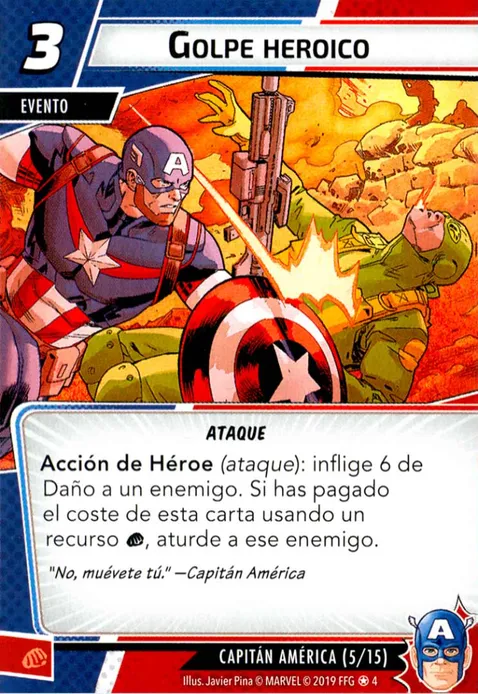 3
GOLPE HEROICO
EVENTO
A
ATAQUE
Acción de Héroe (ataque): inflige 6 de
Daño a un enemigo. Si has pagado
el coste de esta carta usando un
recurso , aturde a ese enemigo.
"No, muévete tú." —Capitán América
A
CAPITÁN AMÉRICA (5/15)
Illus. Javier Pina © MARVEL © 2019 FFG 4